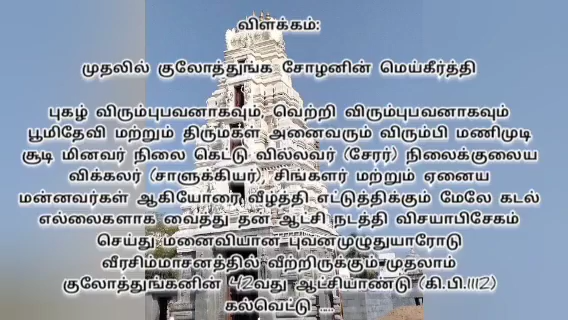 விளக்கம்:
முதலில் குலோத்துங்க சோழனின் மெய்கீர்த்தி
புகழ் விரும்புபவனாகவும், வெற்றி விரும்புபவனாகவும்
பூமிதேவி மற்றும் திருமகள் அனைவரும் விரும்பி மணிமுடி
சூடி மினவர் நிலை கெட்டு வில்லவர் (சேரர்) நிலைக்குலைய
விக்கலர் (சாளுக்கியர்), சிங்களர் மற்றும் ஏனைய
மன்னவர்கள் ஆகியோரை வீழ்த்தி எட்டுத்திக்கும் மேலே கடல்
எல்லைகளாக வைத்து தன் ஆட்சி நடத்தி விசயாபிசேகம்
செய்து மனைவியான புவனமுழுதுயாரோடு
வீரசிம்மாசனத்தில் வீற்றிருக்கும் முதலாம்
குலோத்துங்கனின் 42வது ஆட்சியாண்டு (கி.பி.1112)
கல்வெட்டு .....